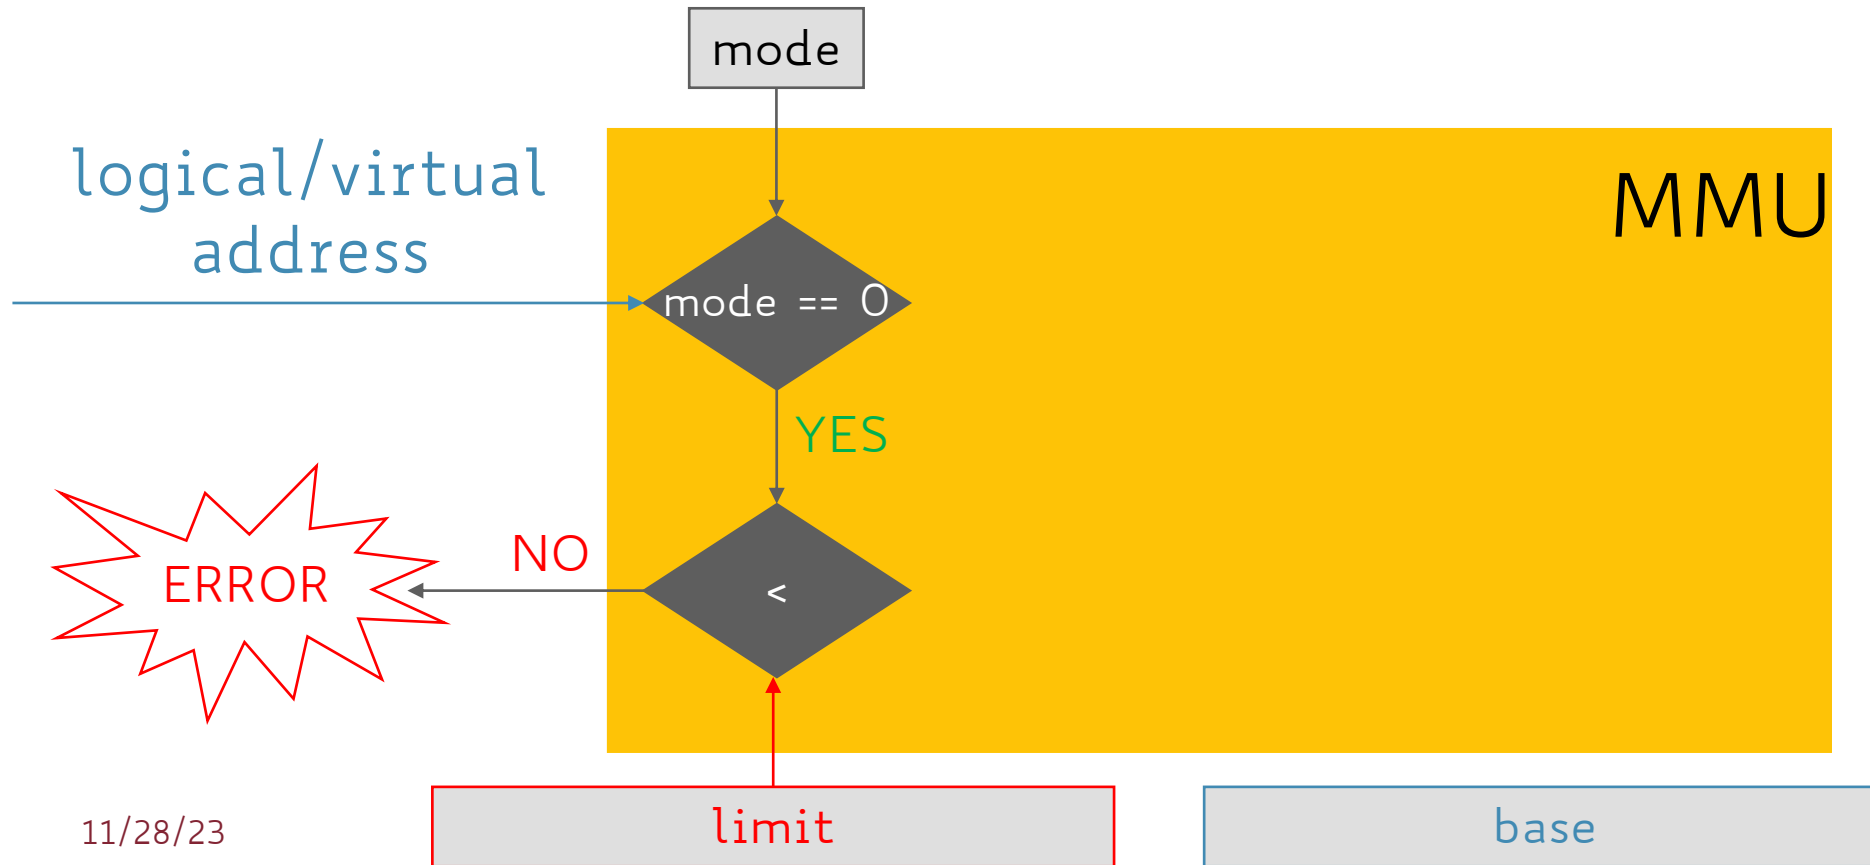 mode
logical/virtual
address
MMU
mode == 0
YES
NO
ERROR
<
limit
base
11/28/23